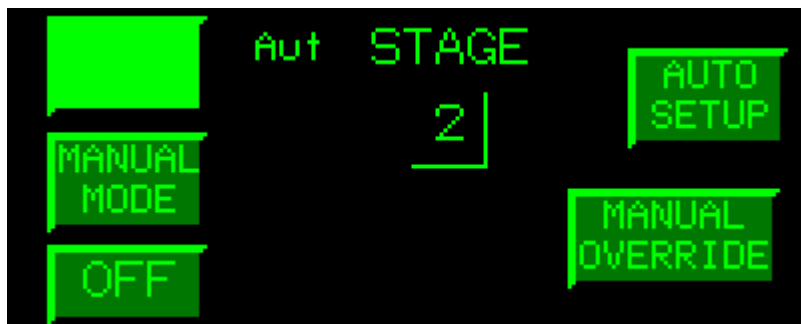 Aut STAGE
2
AUTO
SETUP
MANUAL
MODE
MANUAL
OVERRIDE
OFF